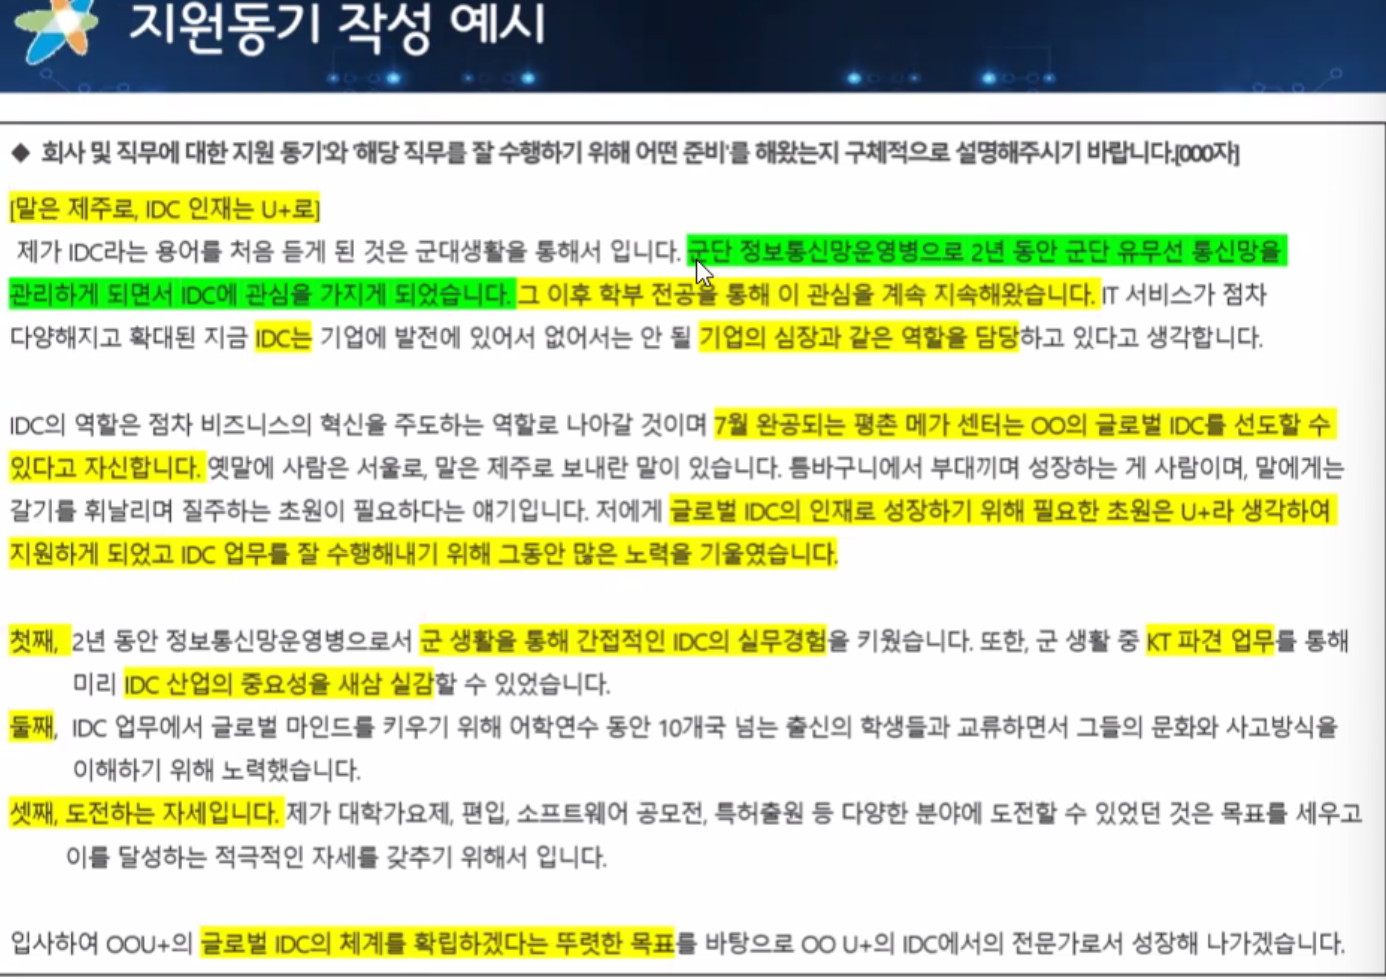 지원동기 작성 예시
◆ 회사 및 직무에 대한 지원 동기'와 '해당 직무를 잘 수행하기 위해 어떤 준비'를 해왔는지 구체적으로 설명해주시기 바랍니다.[000자]
[말은 제주로, IDC 인재는 U+로]
제가 IDC라는 용어를 처음 듣게 된 것은 군대생활을 통해서 입니다. 군단 정보통신망운영병으로 2년 동안 군단 유무선 통신망을
관리하게 되면서 IDC에 관심을 가지게 되었습니다. 그 이후 학부 전공을 통해 이 관심을 계속 지속해왔습니다. IT 서비스가 점차
다양해지고 확대된 지금 IDC는 기업에 발전에 있어서 없어서는 안 될 기업의 심장과 같은 역할을 담당하고 있다고 생각합니다.
IDC의 역할은 점차 비즈니스의 혁신을 주도하는 역할로 나아갈 것이며 7월 완공되는 평촌 메가 센터는 OO의 글로벌 IDC를 선도할 수
있다고 자신합니다. 옛말에 사람은 서울로, 말은 제주로 보내란 말이 있습니다. 틈바구니에서 부대끼며 성장하는 게 사람이며, 말에게는
갈기를 휘날리며 질주하는 초원이 필요하다는 얘기입니다. 저에게 글로벌 IDC의 인재로 성장하기 위해 필요한 초원은 U+라 생각하여
지원하게 되었고 IDC 업무를 잘 수행해내기 위해 그동안 많은 노력을 기울였습니다.
첫째, 2년 동안 정보통신망운영병으로서 군 생활을 통해 간접적인 IDC의 실무경험을 키웠습니다. 또한, 군 생활 중 KT 파견 업무를 통해
미리 IDC 산업의 중요성을 새삼 실감할 수 있었습니다.
둘째, IDC 업무에서 글로벌 마인드를 키우기 위해 어학연수 동안 10개국 넘는 출신의 학생들과 교류하면서 그들의 문화와 사고방식을
이해하기 위해 노력했습니다.
셋째, 도전하는 자세입니다. 제가 대학가요제, 편입, 소프트웨어 공모전, 특허출원 등 다양한 분야에 도전할 수 있었던 것은 목표를 세우고
이를 달성하는 적극적인 자세를 갖추기 위해서 입니다.
입사하여 OOU+의 글로벌 IDC의 체계를 확립하겠다는 뚜렷한 목표를 바탕으로 OO U+의 IDC에서의 전문가로서 성장해 나가겠습니다.